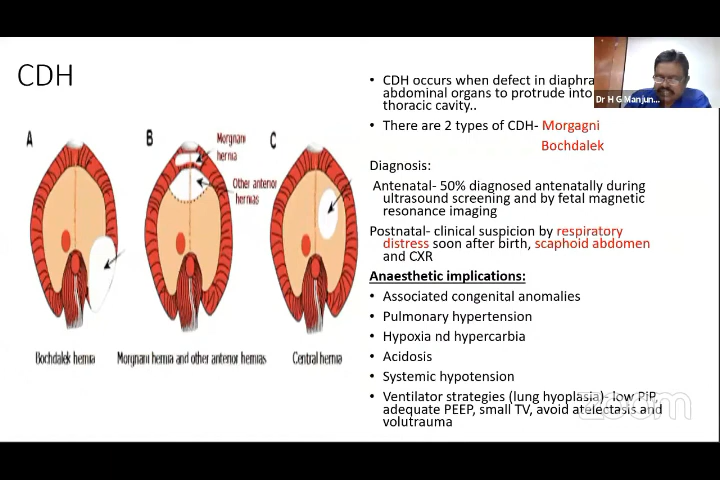 CDH
A
B
C
Morgnani
hernia
Other anterior
hernias
Bochdalek hernia
Morgnani hernia and other anterior hernias
Central hernia
• CDH occurs when defect in diaphra
abdominal organs to protrude into
thoracic cavity..
• There are 2 types of CDH- Morgagni
Bochdalek
Diagnosis:
Antenatal- 50% diagnosed antenatally during
ultrasound screening and by fetal magnetic
resonance imaging
Postnatal- clinical suspicion by respiratory
distress soon after birth, scaphoid abdomen
and CXR
Anaesthetic implications:
• Associated congenital anomalies
• Pulmonary hypertension
• Hypoxia nd hypercarbia
• Acidosis
• Systemic hypotension
• Ventilator strategies (lung hyoplasia)- low PiP,
adequate PEEP, small TV, avoid atelectasis and
volutrauma
Dr H G Manjun...
zoom